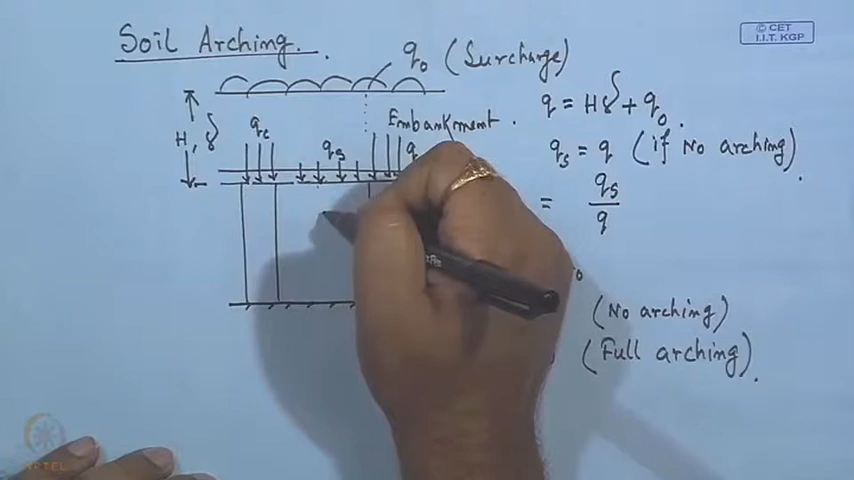 Soil Arching.
© CET
I.I.T. KGP
q₀ (Surcharge)
q = Hγ + q₀.
qc
Embankment.
H, γ
qs
q
qs = q (if No arching).
= qs
q
(No arching)
(Full arching).
NPTEL